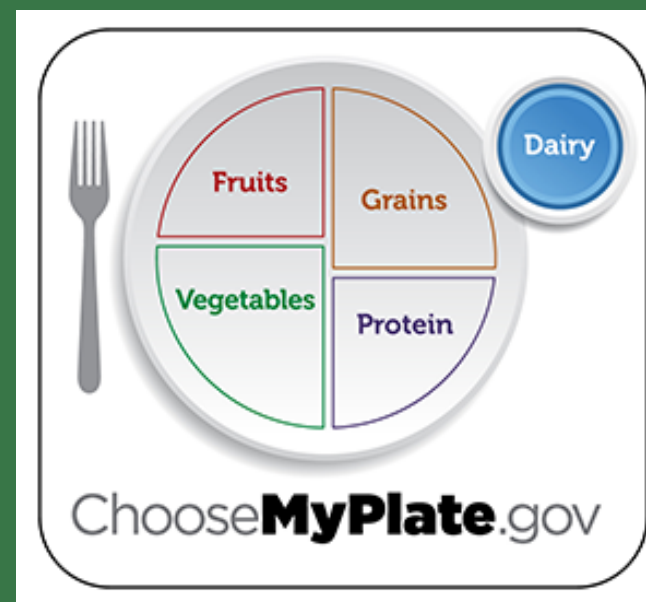 Dairy
Fruits
Grains
Vegetables
Protein
ChooseMyPlate.gov